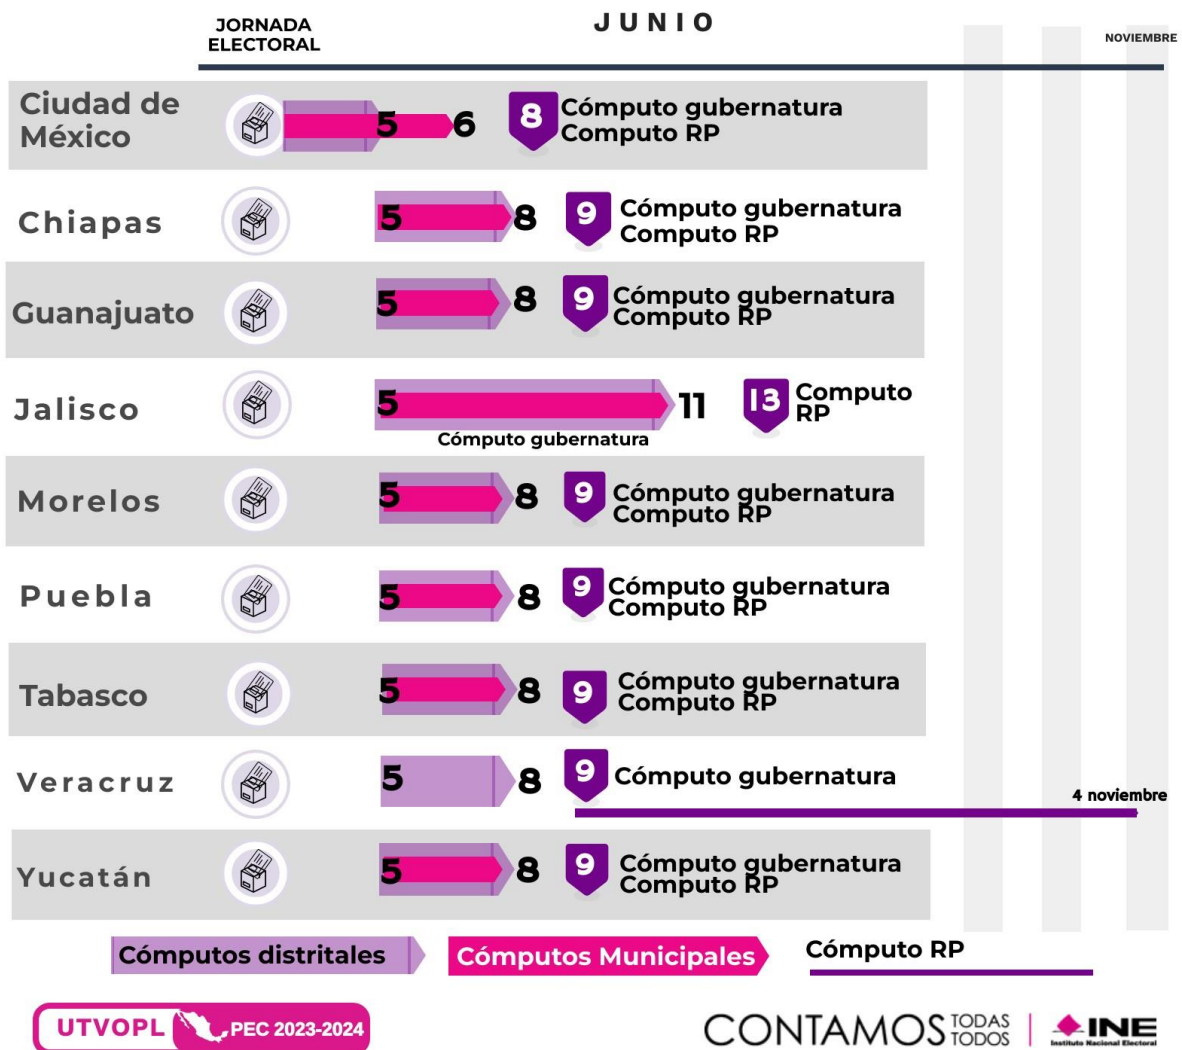 JORNADA
ELECTORAL
JUNIO
NOVIEMBRE
Ciudad de
México
5 6
8
Cómputo gubernatura
Computo RP
Chiapas
5 8
9
Cómputo gubernatura
Computo RP
Guanajuato
5 8
9
Cómputo gubernatura
Computo RP
Jalisco
5 11
Cómputo gubernatura
13
Computo
RP
Morelos
5 8
9
Cómputo gubernatura
Computo RP
Puebla
5 8
9
Cómputo gubernatura
Computo RP
Tabasco
5 8
9
Cómputo gubernatura
Computo RP
Veracruz
5 8
9
Cómputo gubernatura
4 noviembre
Yucatán
5 8
9
Cómputo gubernatura
Computo RP
Cómputos distritales
Cómputos Municipales
Cómputo RP
UTVOPL
PEC 2023-2024
CONTAMOS TODAS
TODOS
INE
Instituto Nacional Electoral